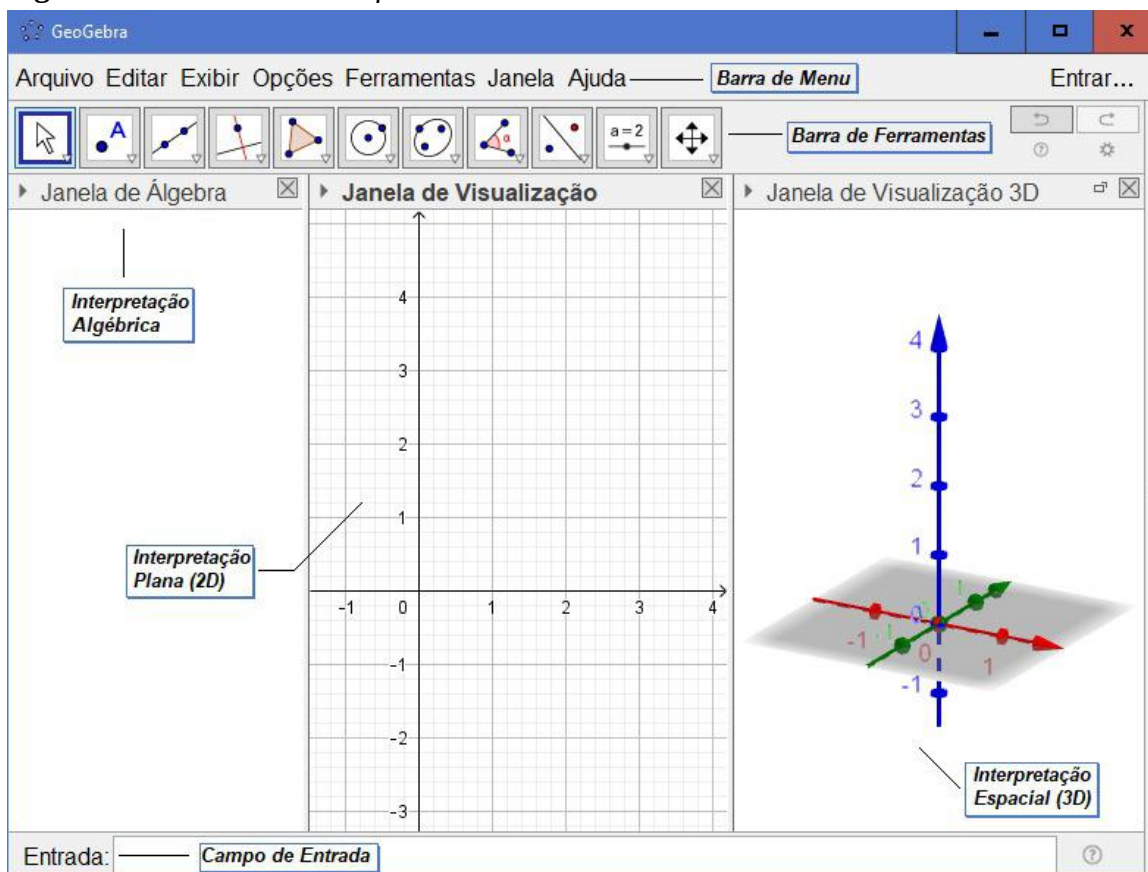 GeoGebra
Arquivo Editar Exibir Opções Ferramentas Janela Ajuda Barra de Menu Entrar...
A α a = 2 Barra de Ferramentas
Janela de Álgebra Janela de Visualização Janela de Visualização 3D
Interpretação
Algébrica
Interpretação
Plana (2D)
4
3
2
1
-1 0 1 2 3 4
-1
-2
-3
4
3
2
1
0 1
-1 -1 0 1
-1
Interpretação
Espacial (3D)
Entrada: Campo de Entrada